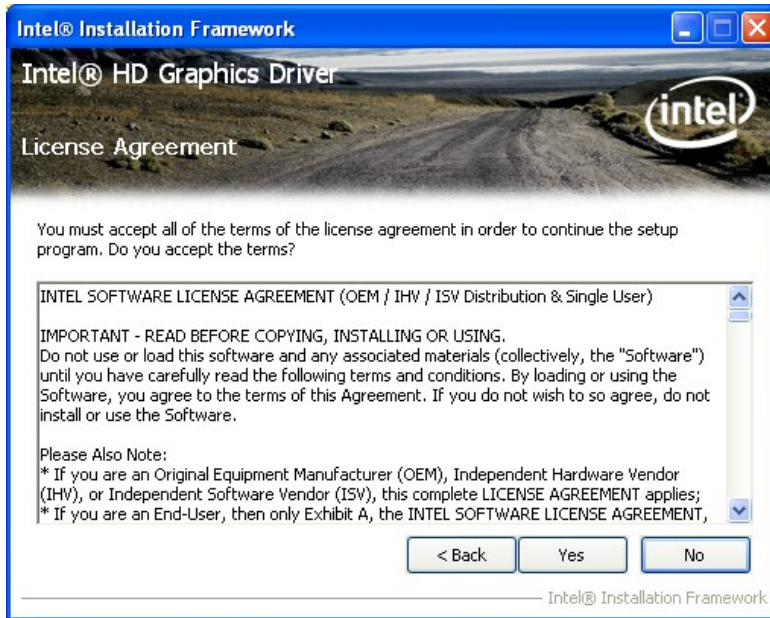 Intel® Installation Framework
Intel® HD Graphics Driver
intel
License Agreement
You must accept all of the terms of the license agreement in order to continue the setup
program. Do you accept the terms?
INTEL SOFTWARE LICENSE AGREEMENT (OEM / IHV / ISV Distribution & Single User)
IMPORTANT - READ BEFORE COPYING, INSTALLING OR USING.
Do not use or load this software and any associated materials (collectively, the "Software")
until you have carefully read the following terms and conditions. By loading or using the
Software, you agree to the terms of this Agreement. If you do not wish to so agree, do not
install or use the Software.
Please Also Note:
* If you are an Original Equipment Manufacturer (OEM), Independent Hardware Vendor
(IHV), or Independent Software Vendor (ISV), this complete LICENSE AGREEMENT applies;
* If you are an End-User, then only Exhibit A, the INTEL SOFTWARE LICENSE AGREEMENT,
< Back
Yes
No
Intel® Installation Framework